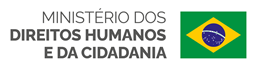 MINISTÉRIO DOS
DIREITOS HUMANOS
E DA CIDADANIA